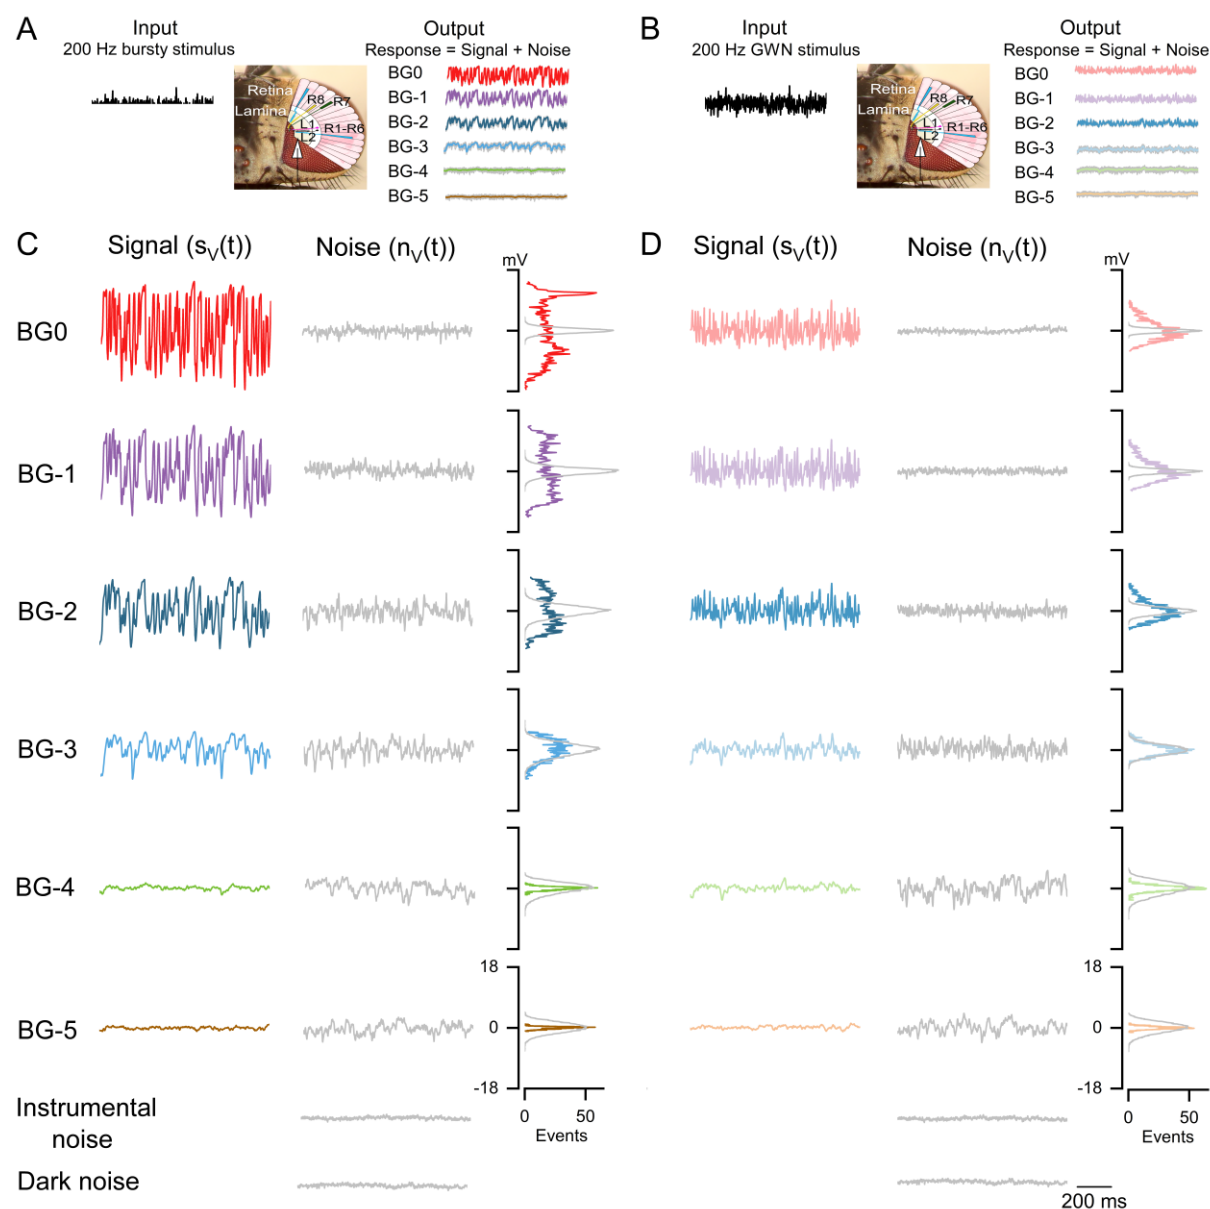 A
Input
200 Hz bursty stimulus
Output
Response = Signal + Noise
BG0
BG-1
BG-2
BG-3
BG-4
BG-5
Retina
Lamina
R8
R7
L1
L2
R1-R6
B
Input
200 Hz GWN stimulus
Output
Response = Signal + Noise
BG0
BG-1
BG-2
BG-3
BG-4
BG-5
Retina
Lamina
R8
R7
L1
L2
R1-R6
C
Signal (sV(t))
Noise (nV(t))
mV
D
Signal (sV(t))
Noise (nV(t))
mV
BG0
BG-1
BG-2
BG-3
BG-4
BG-5
18
0
-18
0 50
Events
18
0
-18
0 50
Events
Instrumental
noise
Dark noise
200 ms